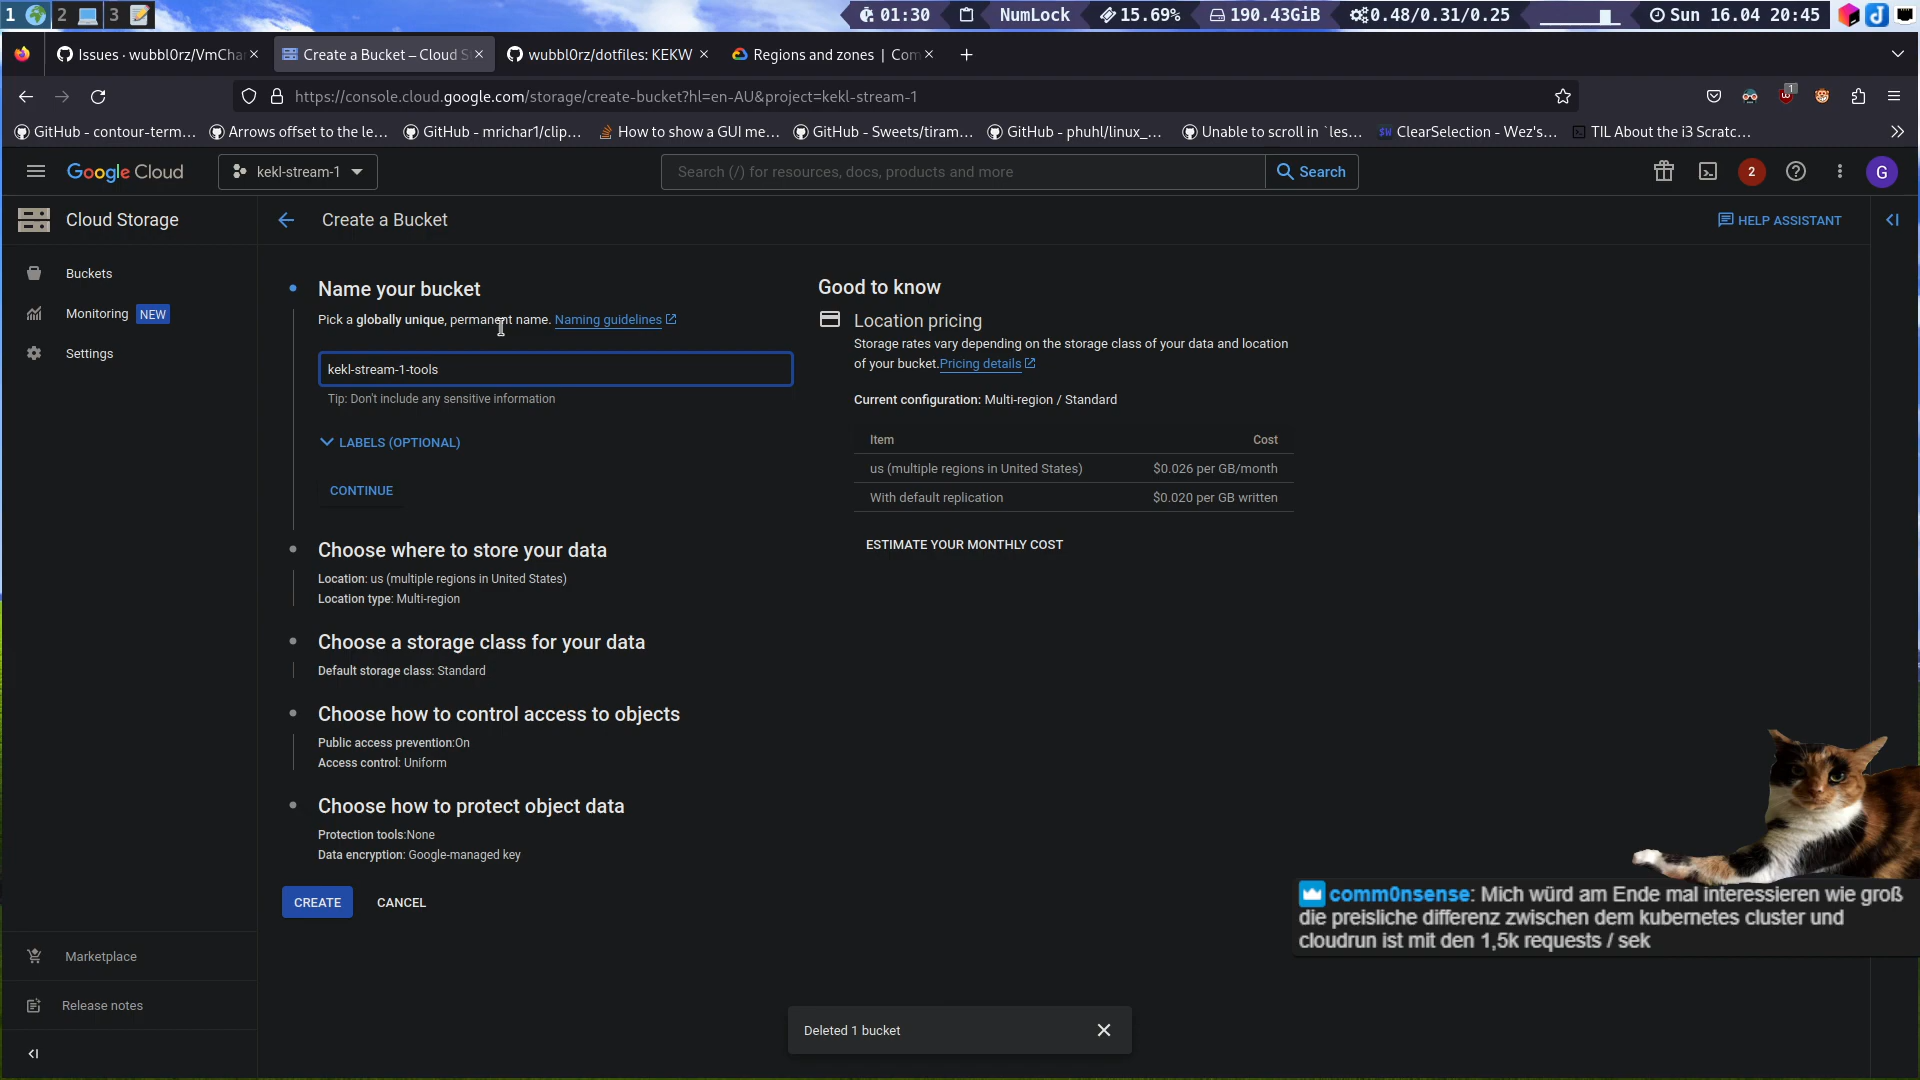 1 2 3 01:30 NumLock 15.69% 190.43GiB 0.48/0.31/0.25 Sun 16.04 20:45
Issues · wubbl0rz/VmCha Create a Bucket – Cloud S wubbl0rz/dotfiles: KEKW Regions and zones | Com
https://console.cloud.google.com/storage/create-bucket?hl=en-AU&project=kekl-stream-1 1
GitHub - contour-term... Arrows offset to the le... GitHub - mrichar1/clip... How to show a GUI me... GitHub - Sweets/tiram... GitHub - phuhl/linux_... Unable to scroll in `les... ClearSelection - Wez's... TIL About the i3 Scratc...
Google Cloud kekl-stream-1 Search (/) for resources, docs, products and more Search 2 G
Cloud Storage
Buckets
Monitoring NEW
Settings
Marketplace
Release notes
Create a Bucket HELP ASSISTANT
Name your bucket
Pick a globally unique, permanent name. Naming guidelines
kekl-stream-1-tools
Tip: Don't include any sensitive information
LABELS (OPTIONAL)
CONTINUE
Choose where to store your data
Location: us (multiple regions in United States)
Location type: Multi-region
Choose a storage class for your data
Default storage class: Standard
Choose how to control access to objects
Public access prevention:On
Access control: Uniform
Choose how to protect object data
Protection tools:None
Data encryption: Google-managed key
CREATE CANCEL
Good to know
Location pricing
Storage rates vary depending on the storage class of your data and location
of your bucket.Pricing details
Current configuration: Multi-region / Standard
Item Cost
us (multiple regions in United States) $0.026 per GB/month
With default replication $0.020 per GB written
ESTIMATE YOUR MONTHLY COST
comm0nsense: Mich würd am Ende mal interessieren wie groß
die preisliche differenz zwischen dem kubernetes cluster und
cloudrun ist mit den 1,5k requests / sek
Deleted 1 bucket